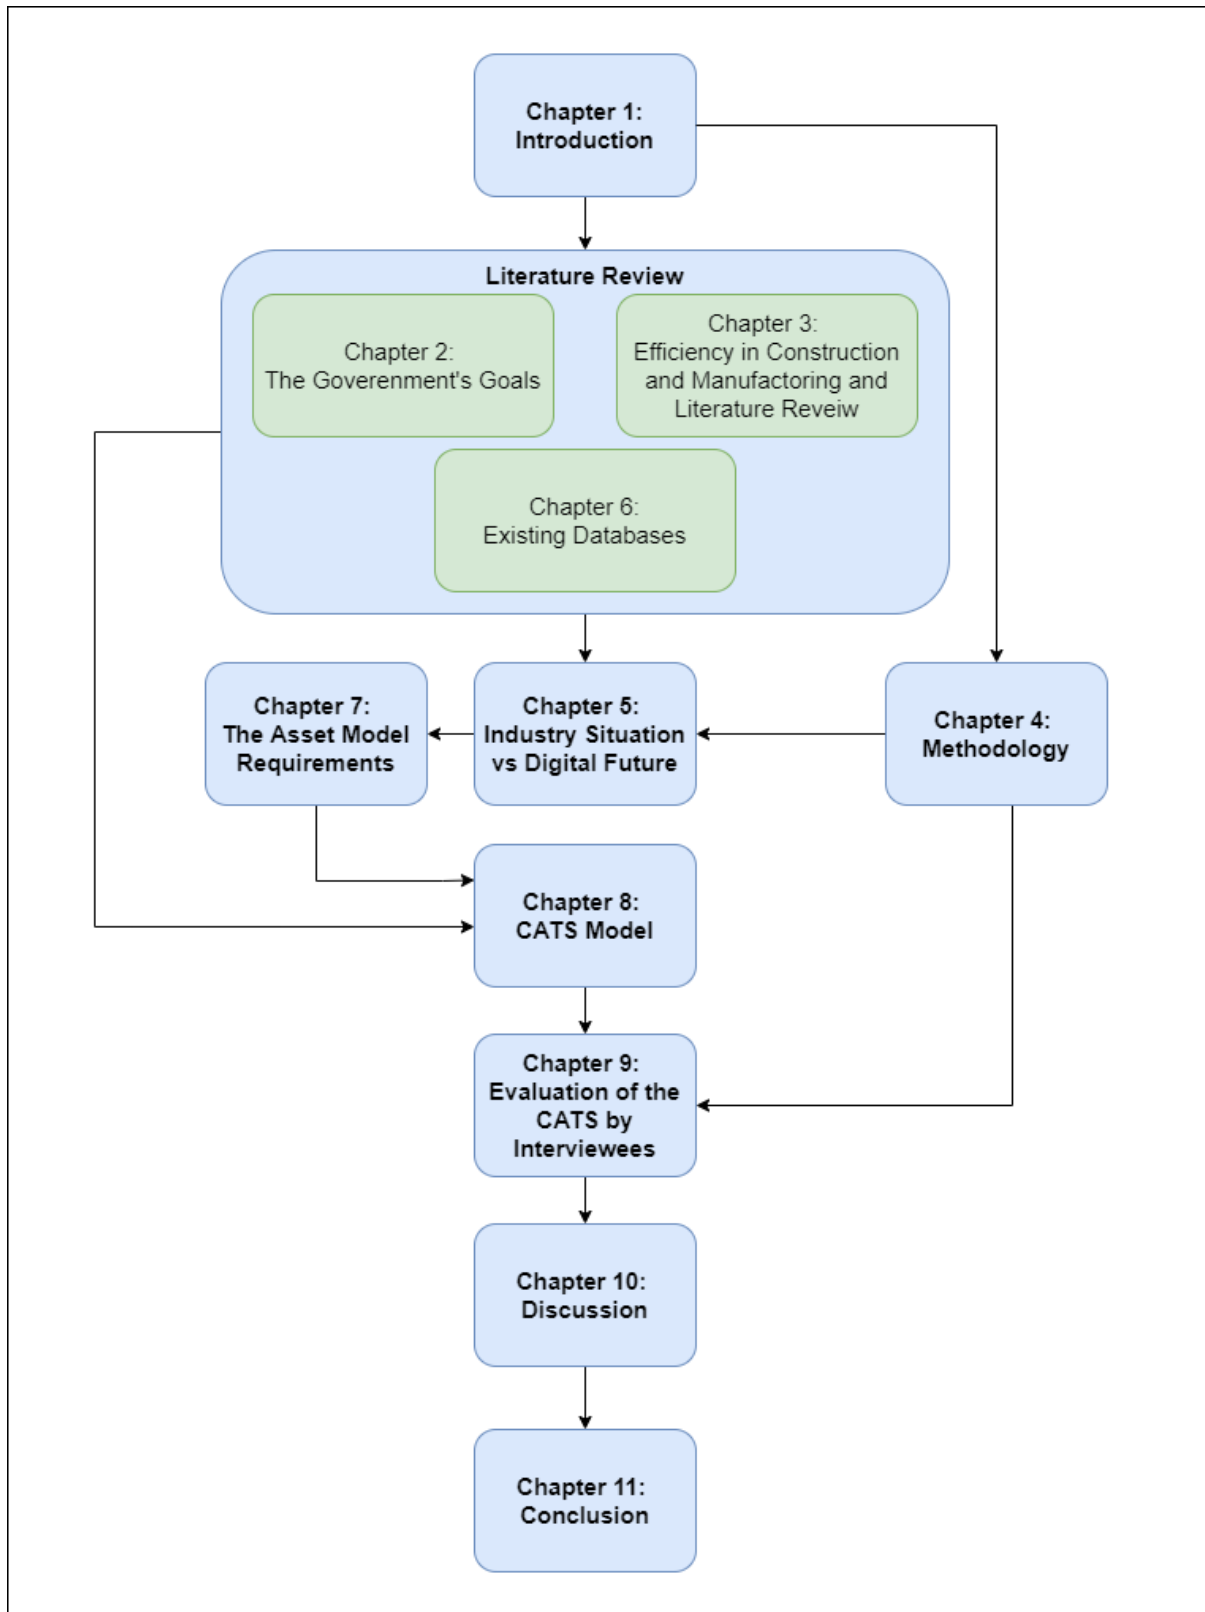 Chapter 1:
Introduction
Literature Review
Chapter 2:
The Goverenment's Goals
Chapter 3:
Efficiency in Construction
and Manufactoring and
Literature Reveiw
Chapter 6:
Existing Databases
Chapter 7:
The Asset Model
Requirements
Chapter 5:
Industry Situation
vs Digital Future
Chapter 4:
Methodology
Chapter 8:
CATS Model
Chapter 9:
Evaluation of the
CATS by
Interviewees
Chapter 10:
Discussion
Chapter 11:
Conclusion